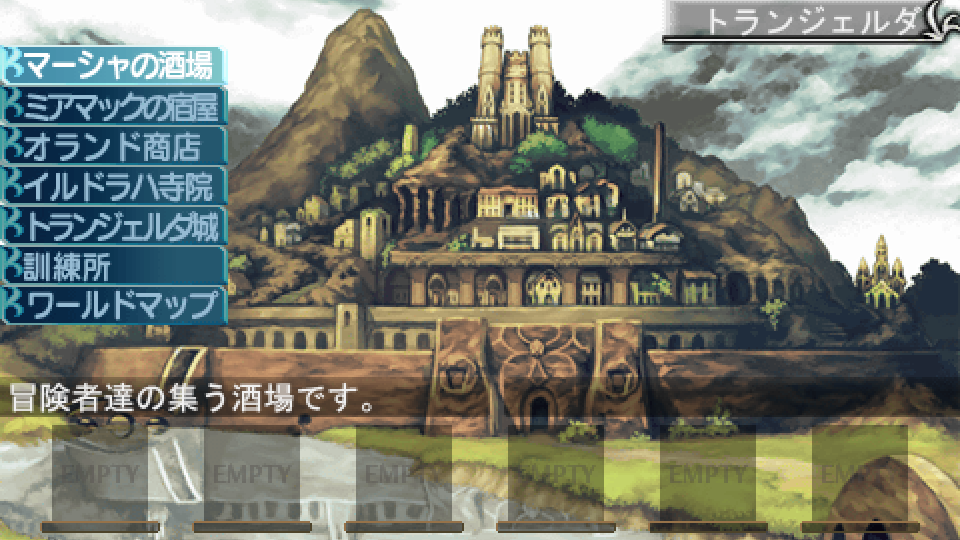 トランジェルダ
マーシャの酒場
ミアマックの宿屋
オランド商店
イルドラハ寺院
トランジェルダ城
訓練所
ワールドマップ
冒険者達の集う酒場です。
EMPTY
EMPTY
EMPTY
EMPTY
EMPTY
EMPTY